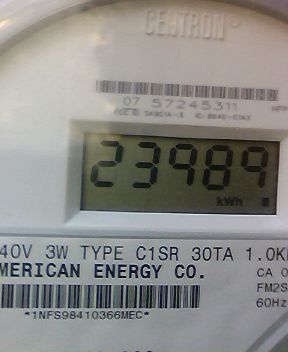 CENTRON
07 57245311
23989
kWh
40V 3W TYPE C1SR 30TA 1.0K
MERICAN ENERGY CO.
CA 0
FM2S
60Hz
*1NFS98410366MEC*